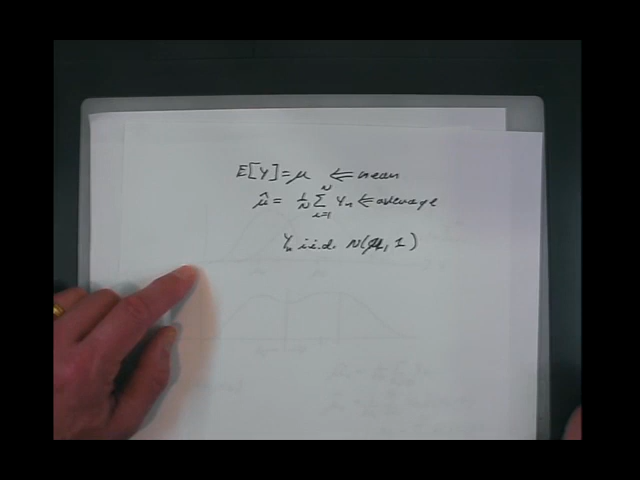 E[Y] = μ ⇐ mean
μ̂ = 1/N Σ_{i=1}^{N} Y_n ⇐ average
Y_n i.i.d. N(μ, 1)